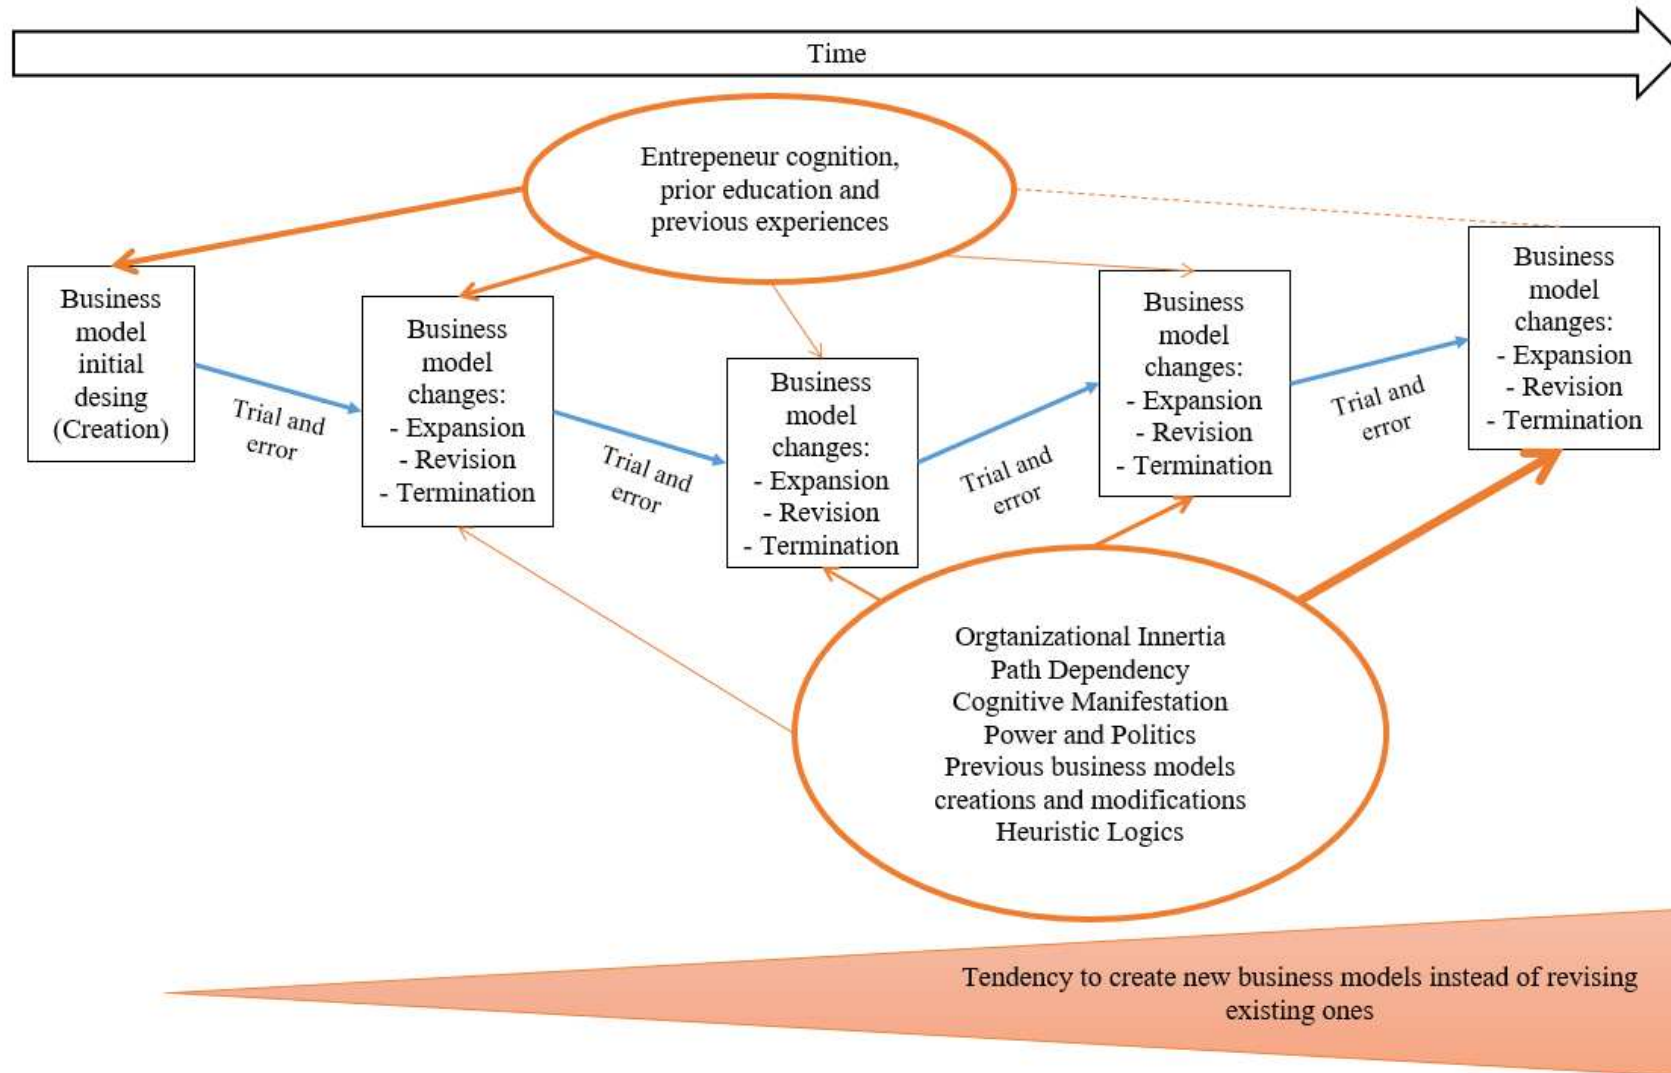 Time
Entrepeneur cognition,
prior education and
previous experiences
Business
model
initial
desing
(Creation)
Trial and
error
Business
model
changes:
- Expansion
- Revision
- Termination
Trial and
error
Business
model
changes:
- Expansion
- Revision
- Termination
Trial and
error
Business
model
changes:
- Expansion
- Revision
- Termination
Trial and
error
Business
model
changes:
- Expansion
- Revision
- Termination
Orgtanizational Innertia
Path Dependency
Cognitive Manifestation
Power and Politics
Previous business models
creations and modifications
Heuristic Logics
Tendency to create new business models instead of revising
existing ones